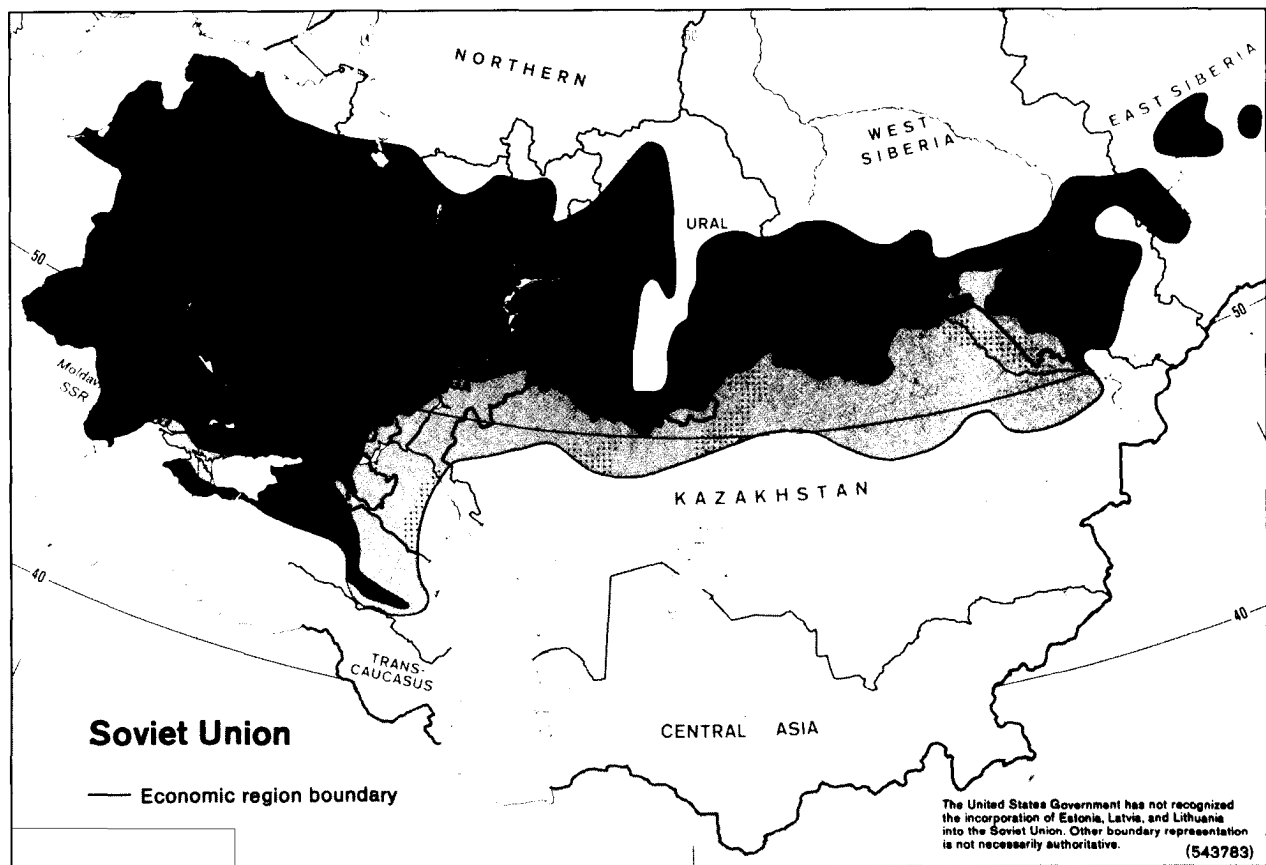 NORTHERN
EAST SIBERIA
WEST
SIBERIA
URAL
50
50
Moldav
SSR
KAZAKHSTAN
40
40
TRANS-
CAUCASUS
CENTRAL ASIA
Soviet Union
Economic region boundary
The United States Government has not recognized
the incorporation of Estonia, Latvia, and Lithuania
into the Soviet Union. Other boundary representation
is not necessarily authoritative.
(543783)